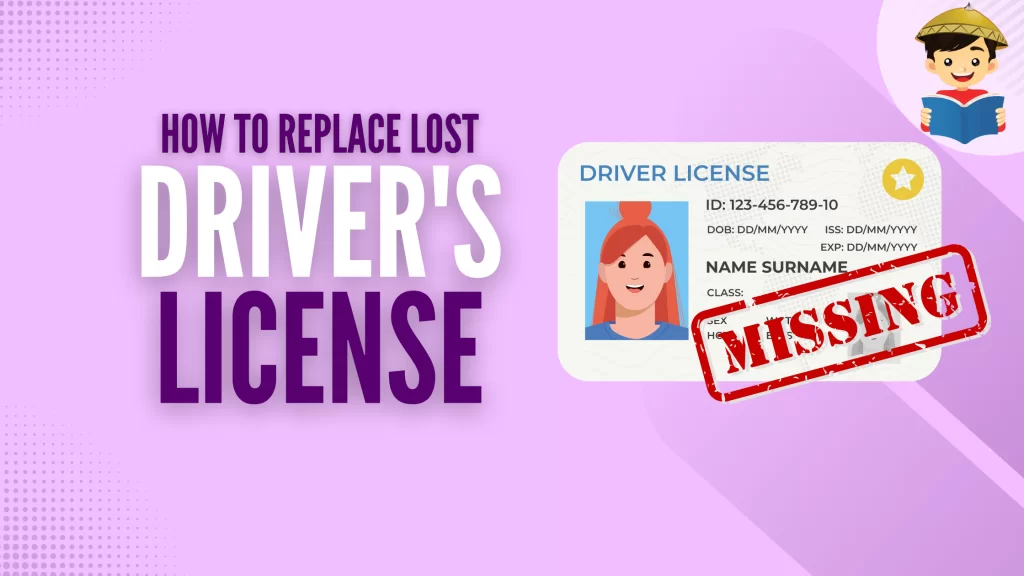 HOW TO REPLACE LOST
DRIVER'S
LICENSE
DRIVER LICENSE
ID: 123-456-789-10
DOB: DD/MM/YYYY ISS: DD/MM/YYYY
EXP: DD/MM/YYYY
NAME SURNAME
CLASS:
SEX
MISSING